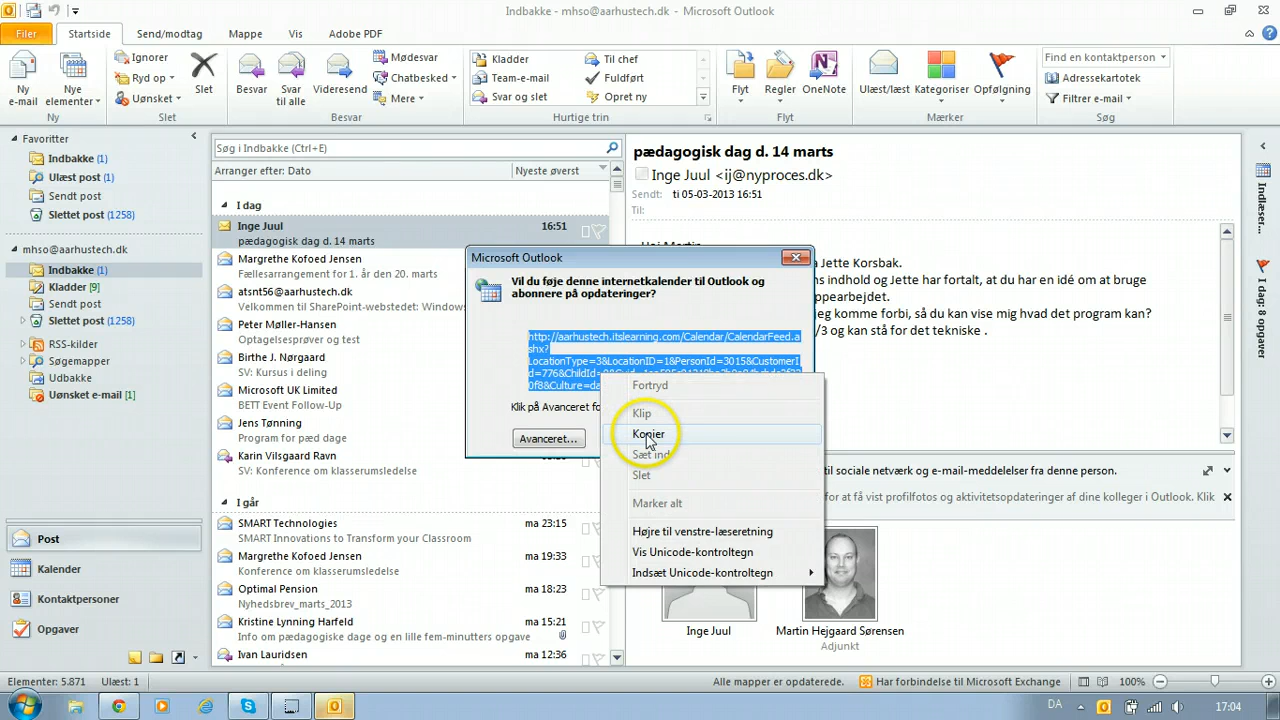 Indbakke - mhso@aarhustech.dk - Microsoft Outlook
Filer Startside Send/modtag Mappe Vis Adobe PDF
Ny e-mail
Nye elementer
Ignorer
Ryd op
Uønsket
Slet
Besvar
Svar til alle
Videresend
Mødesvar
Chatbesked
Mere
Kladder
Team-e-mail
Svar og slet
Til chef
Fuldført
Opret ny
Flyt
Regler
OneNote
Ulæst/læst
Kategoriser
Opfølgning
Find en kontaktperson
Adressekartotek
Filtrer e-mail
Ny Slet Besvar Hurtige trin Flyt Mærker Søg
Favoritter
Indbakke (1)
Ulæst post (1)
Sendt post
Slettet post (1258)
mhso@aarhustech.dk
Indbakke (1)
Kladder [9]
Sendt post
Slettet post (1258)
RSS-kilder
Søgemapper
Udbakke
Uønsket e-mail [1]
Post
Kalender
Kontaktpersoner
Opgaver
Søg i Indbakke (Ctrl+E)
Arranger efter: Dato Nyeste øverst
I dag
Inge Juul 16:51
pædagogisk dag d. 14 marts
Margrethe Kofoed Jensen
Fællesarrangement for 1. år den 20. marts
atsnt56@aarhustech.dk
Velkommen til SharePoint-webstedet: Window
Peter Møller-Hansen
Optagelsesprøver og test
Birthe J. Nørgaard
SV: Kursus i deling
Microsoft UK Limited
BETT Event Follow-Up
Jens Tønning
Program for pæd dage
Karin Vilsgaard Ravn
SV: Konference om klasserumsledelse
I går
SMART Technologies ma 23:15
SMART Innovations to Transform your Classroom
Margrethe Kofoed Jensen ma 19:33
Konference om klasserumsledelse
Optimal Pension ma 18:23
Nyhedsbrev_marts_2013
Kristine Lynning Harfeld ma 15:21
Info om pædagogiske dage og en lille fem-minutters opgave
Ivan Lauridsen ma 12:36
pædagogisk dag d. 14 marts
Inge Juul <ij@nyproces.dk>
Sendt: ti 05-03-2013 16:51
Til:
a Jette Korsbak.
ns indhold og Jette har fortalt, at du har en idé om at bruge
ppearbejdet.
jeg komme forbi, så du kan vise mig hvad det program kan?
/3 og kan stå for det tekniske .
til sociale netværk og e-mail-meddelelser fra denne person.
for at få vist profilfotos og aktivitetsopdateringer af dine kolleger i Outlook. Klik
Inge Juul
Martin Hejgaard Sørensen
Adjunkt
Indlæser...
I dag: 8 opgaver
Microsoft Outlook
Vil du føje denne internetkalender til Outlook og
abonnere på opdateringer?
http://aarhustech.itslearning.com/Calendar/CalendarFeed.a
shx?
LocationType=3&LocationID=1&PersonId=3015&CustomerI
0f8&Culture=da
Klik på Avanceret fo
Avanceret...
Fortryd
Klip
Kopier
Sæt ind
Slet
Marker alt
Højre til venstre-læseretning
Vis Unicode-kontroltegn
Indsæt Unicode-kontroltegn
Elementer: 5.871 Ulæst: 1 Alle mapper er opdaterede. Har forbindelse til Microsoft Exchange 100%
DA 17:04